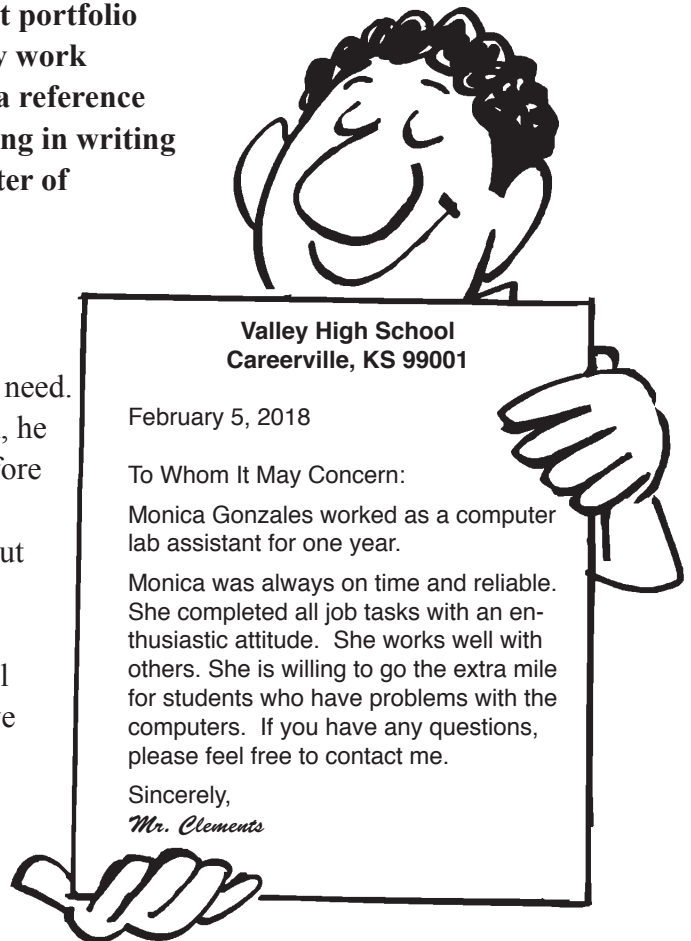 t portfolio
y work
a reference
ng in writing
ter of
need.
, he
fore
ut
l
e
Valley High School
Careerville, KS 99001
February 5, 2018
To Whom It May Concern:
Monica Gonzales worked as a computer
lab assistant for one year.
Monica was always on time and reliable.
She completed all job tasks with an en-
thusiastic attitude.  She works well with
others. She is willing to go the extra mile
for students who have problems with the
computers.  If you have any questions,
please feel free to contact me.
Sincerely,
Mr. Clements